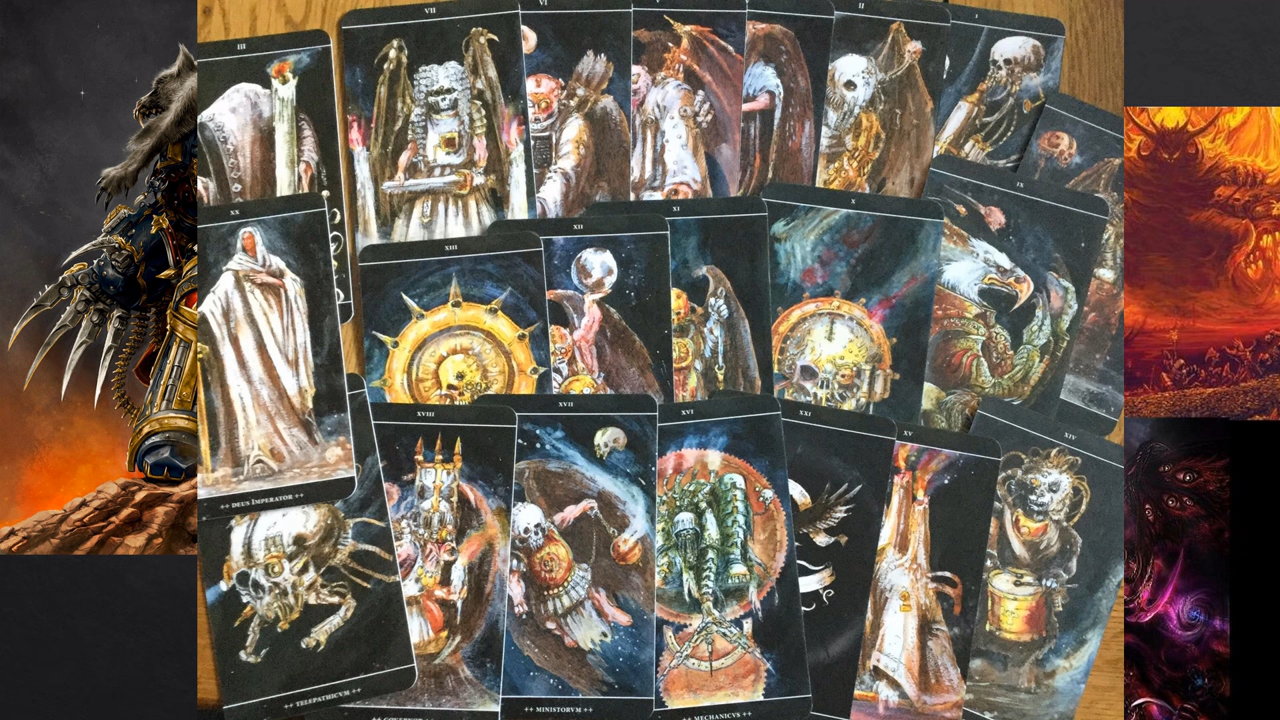 III
VII
VI
II
I
XX
XIII
XII
XI
X
IX
++ DEUS IMPERATOR ++
XVIII
XVII
XVI
XXI
XV
XIV
++ TELEPATHICVM ++
++ MINISTORVM ++
++ MECHANICVS ++